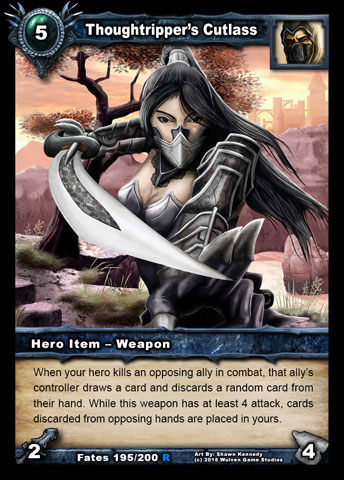 5
Thoughtripper's Cutlass
Hero Item – Weapon
When your hero kills an opposing ally in combat, that ally's
controller draws a card and discards a random card from
their hand. While this weapon has at least 4 attack, cards
discarded from opposing hands are placed in yours.
2
Fates 195/200 R
Art By: Shawn Kennedy
(c) 2015 Wulven Game Studios
4